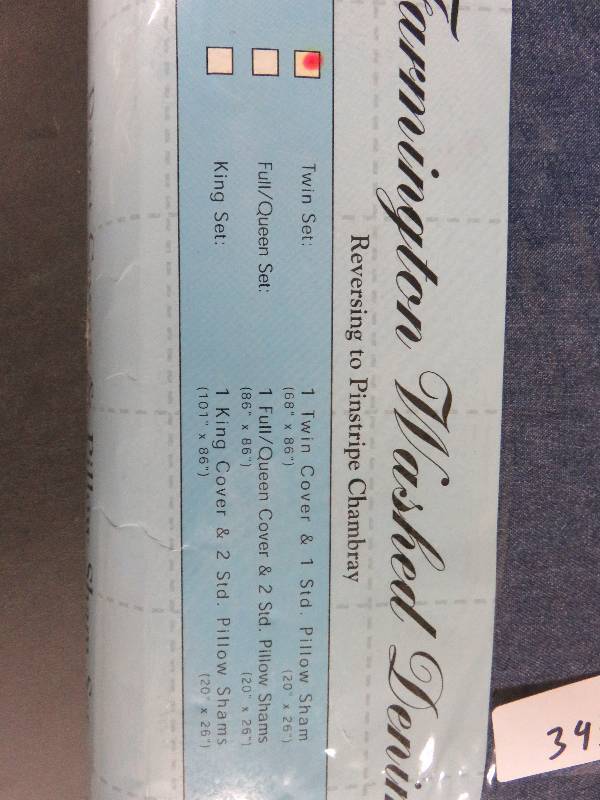 Farmington Washed Denim
Reversing to Pinstripe Chambray
Twin Set: 1 Twin Cover & 1 Std. Pillow Sham
(68" x 86") (20" x 26")
Full/Queen Set: 1 Full/Queen Cover & 2 Std. Pillow Shams
(86" x 86") (20" x 26")
King Set: 1 King Cover & 2 Std. Pillow Shams
(101" x 86") (20" x 26")
34